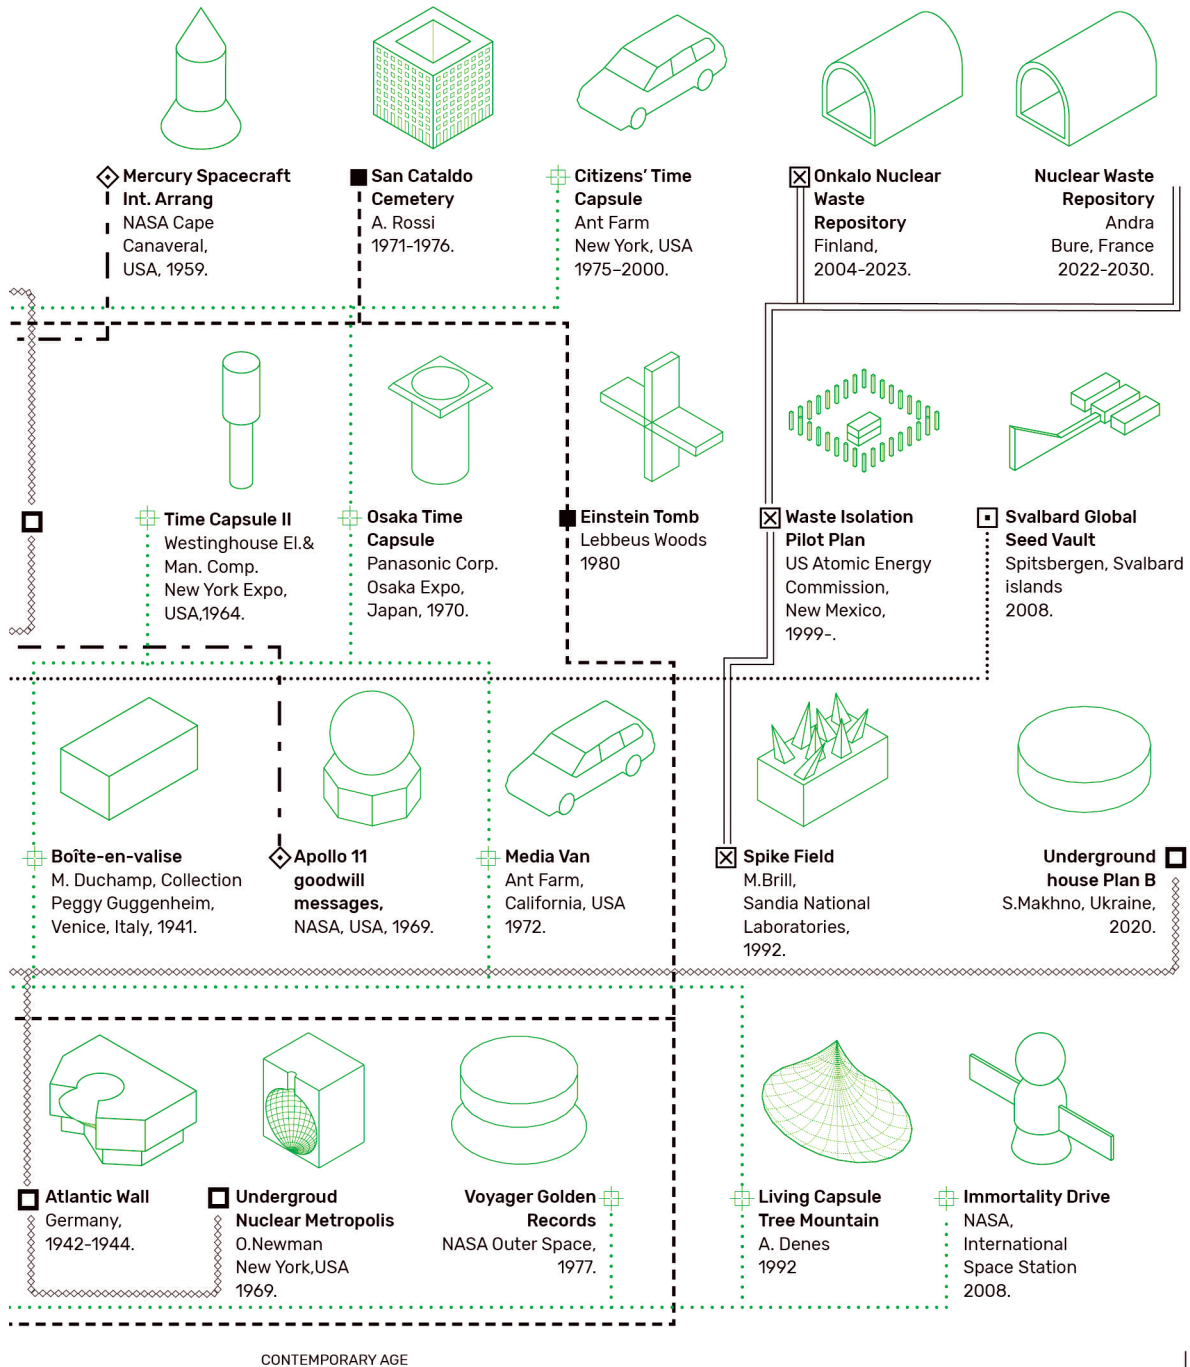 Mercury Spacecraft
Int. Arrang
NASA Cape
Canaveral,
USA, 1959.
San Cataldo
Cemetery
A. Rossi
1971-1976.
Citizens' Time
Capsule
Ant Farm
New York, USA
1975–2000.
Onkalo Nuclear
Waste
Repository
Finland,
2004-2023.
Nuclear Waste
Repository
Andra
Bure, France
2022-2030.
Time Capsule II
Westinghouse El.&
Man. Comp.
New York Expo,
USA,1964.
Osaka Time
Capsule
Panasonic Corp.
Osaka Expo,
Japan, 1970.
Einstein Tomb
Lebbeus Woods
1980
Waste Isolation
Pilot Plan
US Atomic Energy
Commission,
New Mexico,
1999-.
Svalbard Global
Seed Vault
Spitsbergen, Svalbard
islands
2008.
Boîte-en-valise
M. Duchamp, Collection
Peggy Guggenheim,
Venice, Italy, 1941.
Apollo 11
goodwill
messages,
NASA, USA, 1969.
Media Van
Ant Farm,
California, USA
1972.
Spike Field
M.Brill,
Sandia National
Laboratories,
1992.
Underground
house Plan B
S.Makhno, Ukraine,
2020.
Atlantic Wall
Germany,
1942-1944.
Undergroud
Nuclear Metropolis
O.Newman
New York,USA
1969.
Voyager Golden
Records
NASA Outer Space,
1977.
Living Capsule
Tree Mountain
A. Denes
1992
Immortality Drive
NASA,
International
Space Station
2008.
CONTEMPORARY AGE